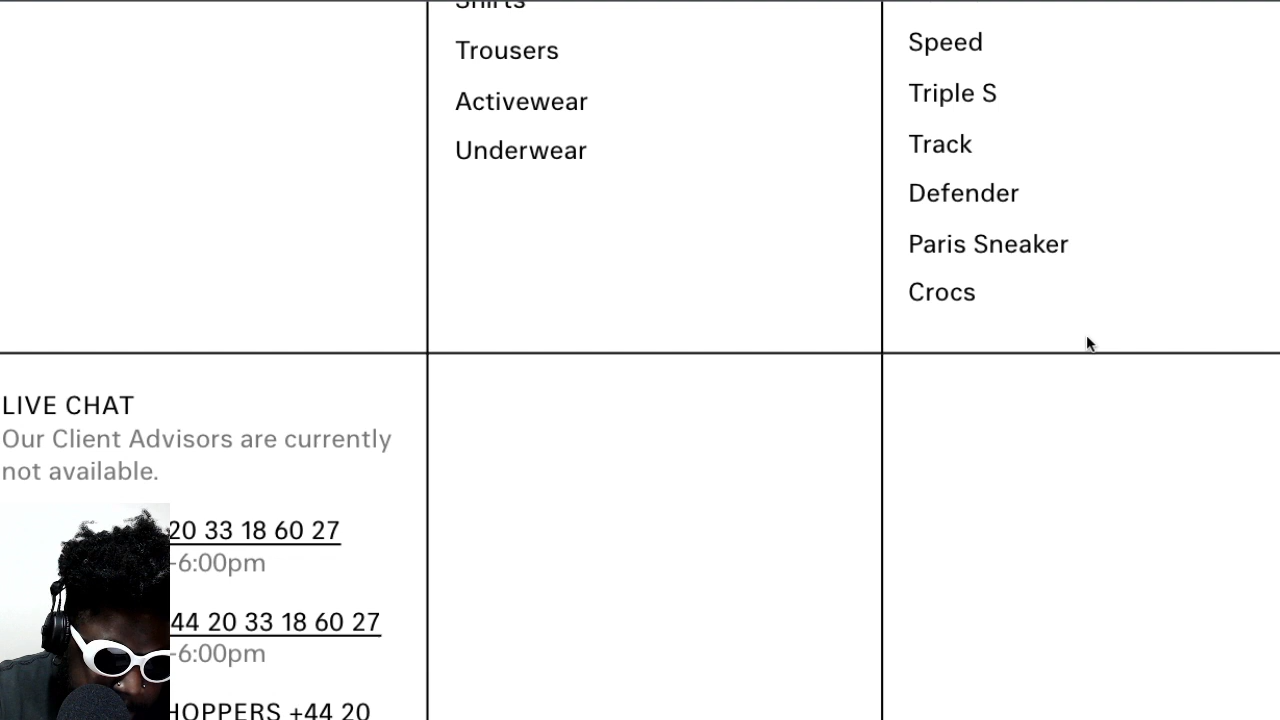 Shirts
Trousers
Activewear
Underwear
Speed
Triple S
Track
Defender
Paris Sneaker
Crocs
LIVE CHAT
Our Client Advisors are currently
not available.
20 33 18 60 27
-6:00pm
44 20 33 18 60 27
-6:00pm
HOPPERS +44 20